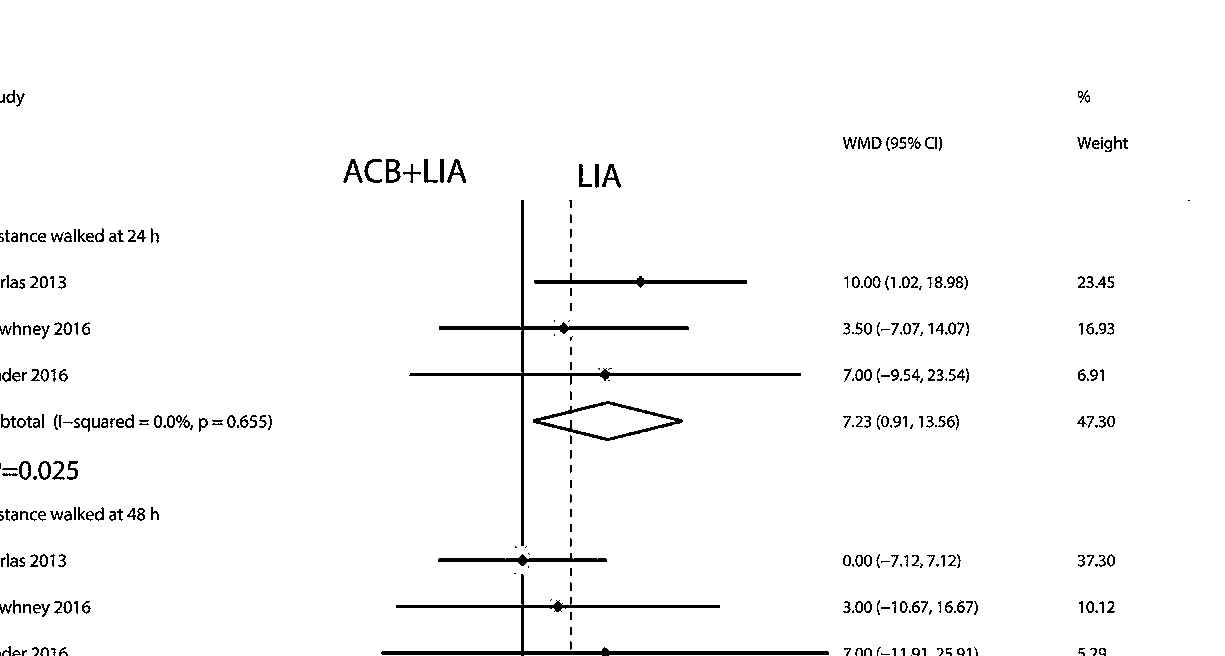 udy %
WMD (95% CI) Weight
ACB+LIA LIA
stance walked at 24 h
rlas 2013 10.00 (1.02, 18.98) 23.45
whney 2016 3.50 (−7.07, 14.07) 16.93
der 2016 7.00 (−9.54, 23.54) 6.91
btotal (I−squared = 0.0%, p = 0.655) 7.23 (0.91, 13.56) 47.30
=0.025
stance walked at 48 h
rlas 2013 0.00 (−7.12, 7.12) 37.30
whney 2016 3.00 (−10.67, 16.67) 10.12
der 2016 7.00 (−11.91, 25.91) 5.29